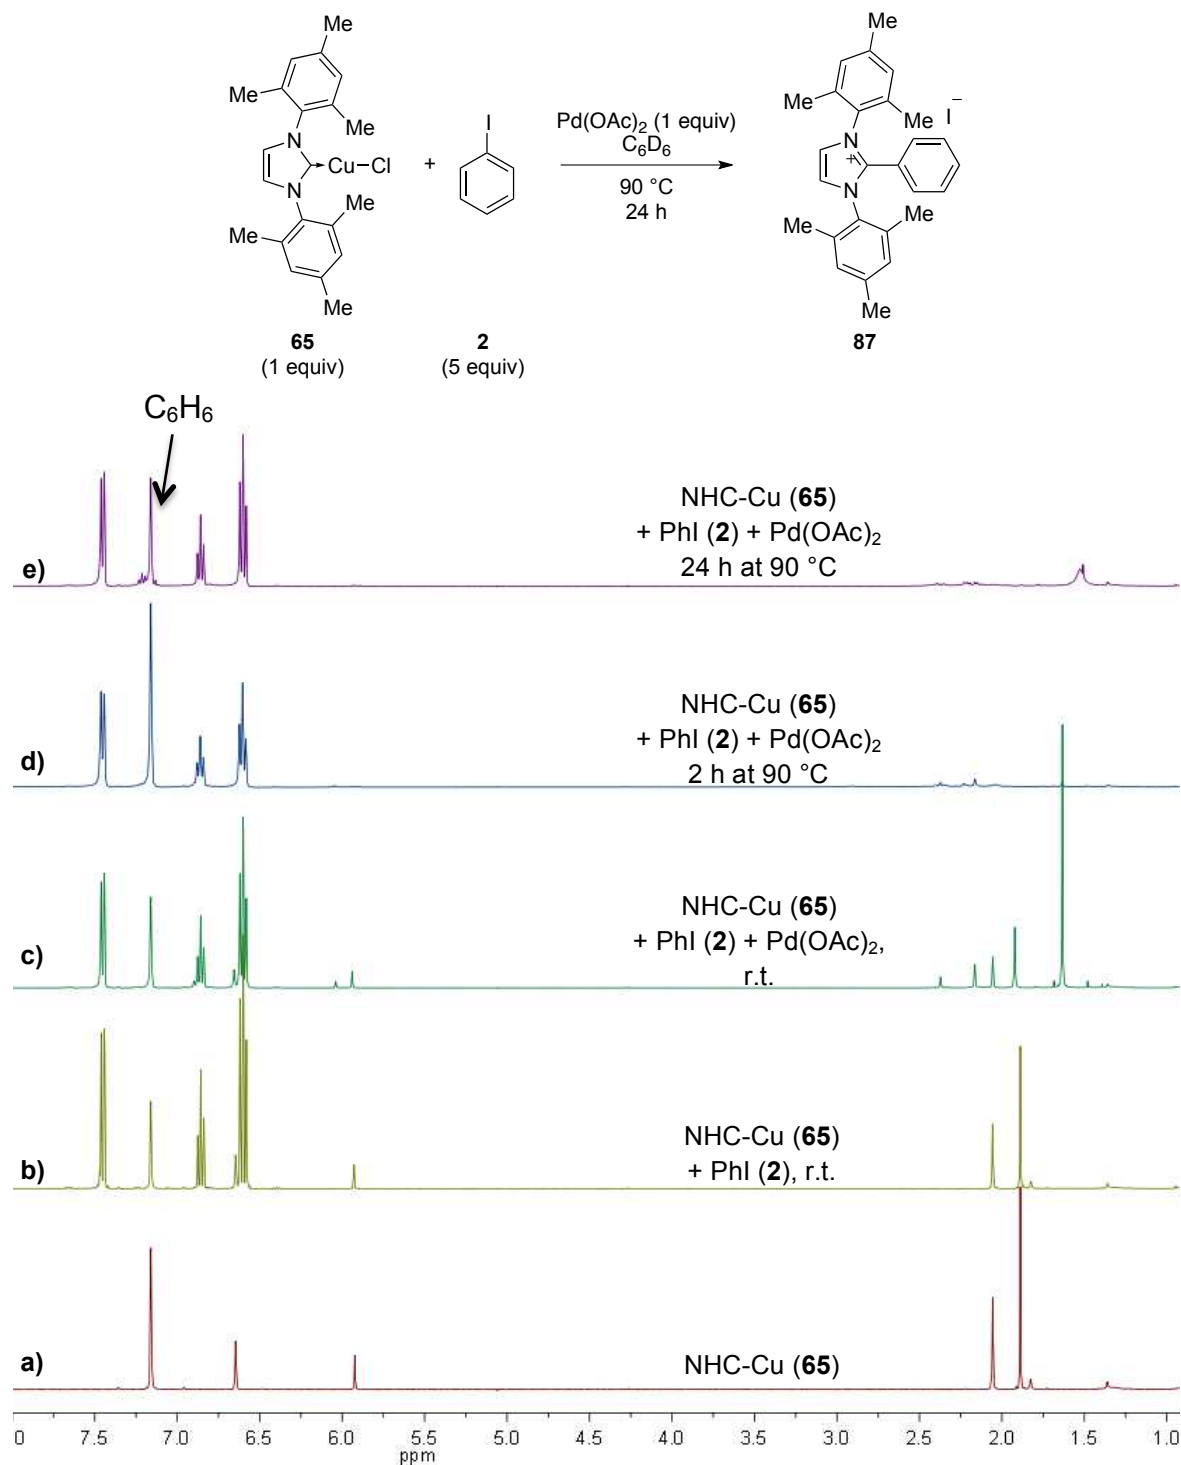 Me
Me
Me
Me
Me
Me
N
N
Cu
Cl
+
I
Pd(OAc)₂ (1 equiv)
C₆D₆
90 °C
24 h
N
+
N
I⁻
Me
Me
Me
Me
Me
Me
65
(1 equiv)
2
(5 equiv)
87
C₆H₆
e)
NHC-Cu (65)
+ PhI (2) + Pd(OAc)₂
24 h at 90 °C
d)
NHC-Cu (65)
+ PhI (2) + Pd(OAc)₂
2 h at 90 °C
c)
NHC-Cu (65)
+ PhI (2) + Pd(OAc)₂,
r.t.
b)
NHC-Cu (65)
+ PhI (2), r.t.
a)
NHC-Cu (65)
0 7.5 7.0 6.5 6.0 5.5 5.0 4.5 4.0 3.5 3.0 2.5 2.0 1.5 1.0
ppm